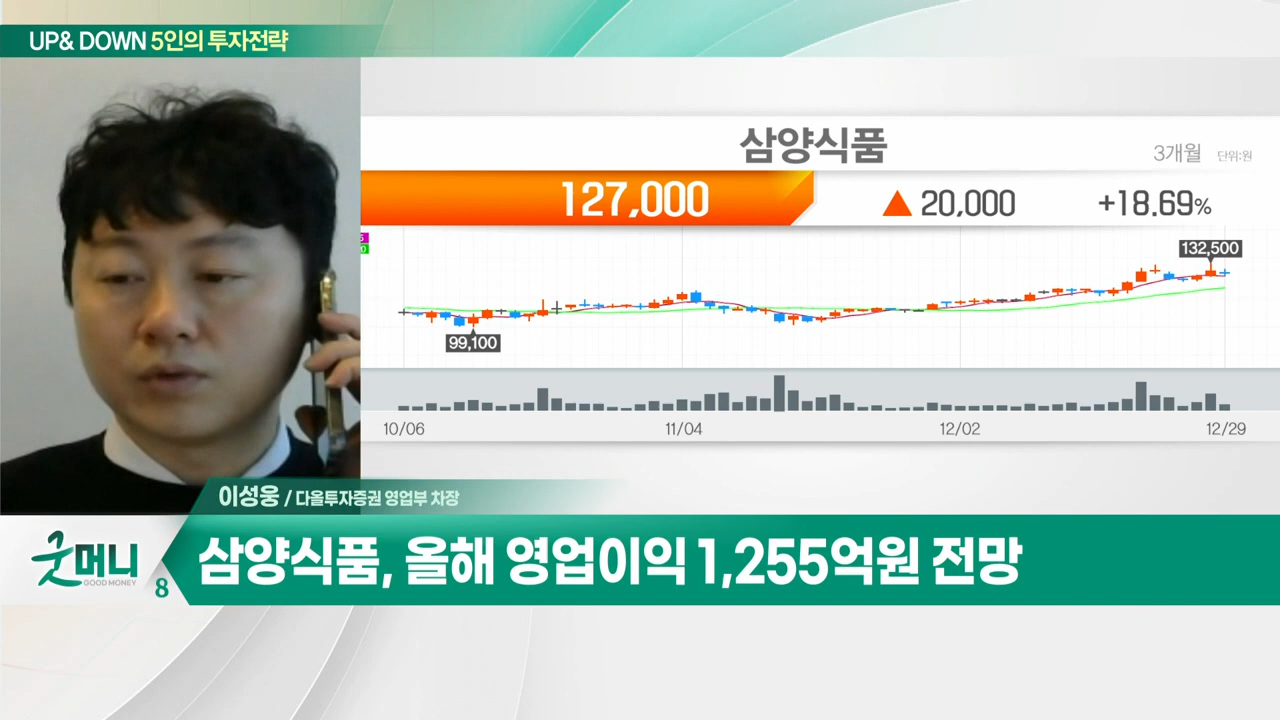 UP& DOWN 5인의 투자전략
삼양식품
3개월 단위:원
127,000 ▲ 20,000 +18.69%
132,500
99,100
10/06 11/04 12/02 12/29
이성웅 / 다올투자증권 영업부 차장
굿머니
GOOD MONEY
8
삼양식품, 올해 영업이익 1,255억원 전망